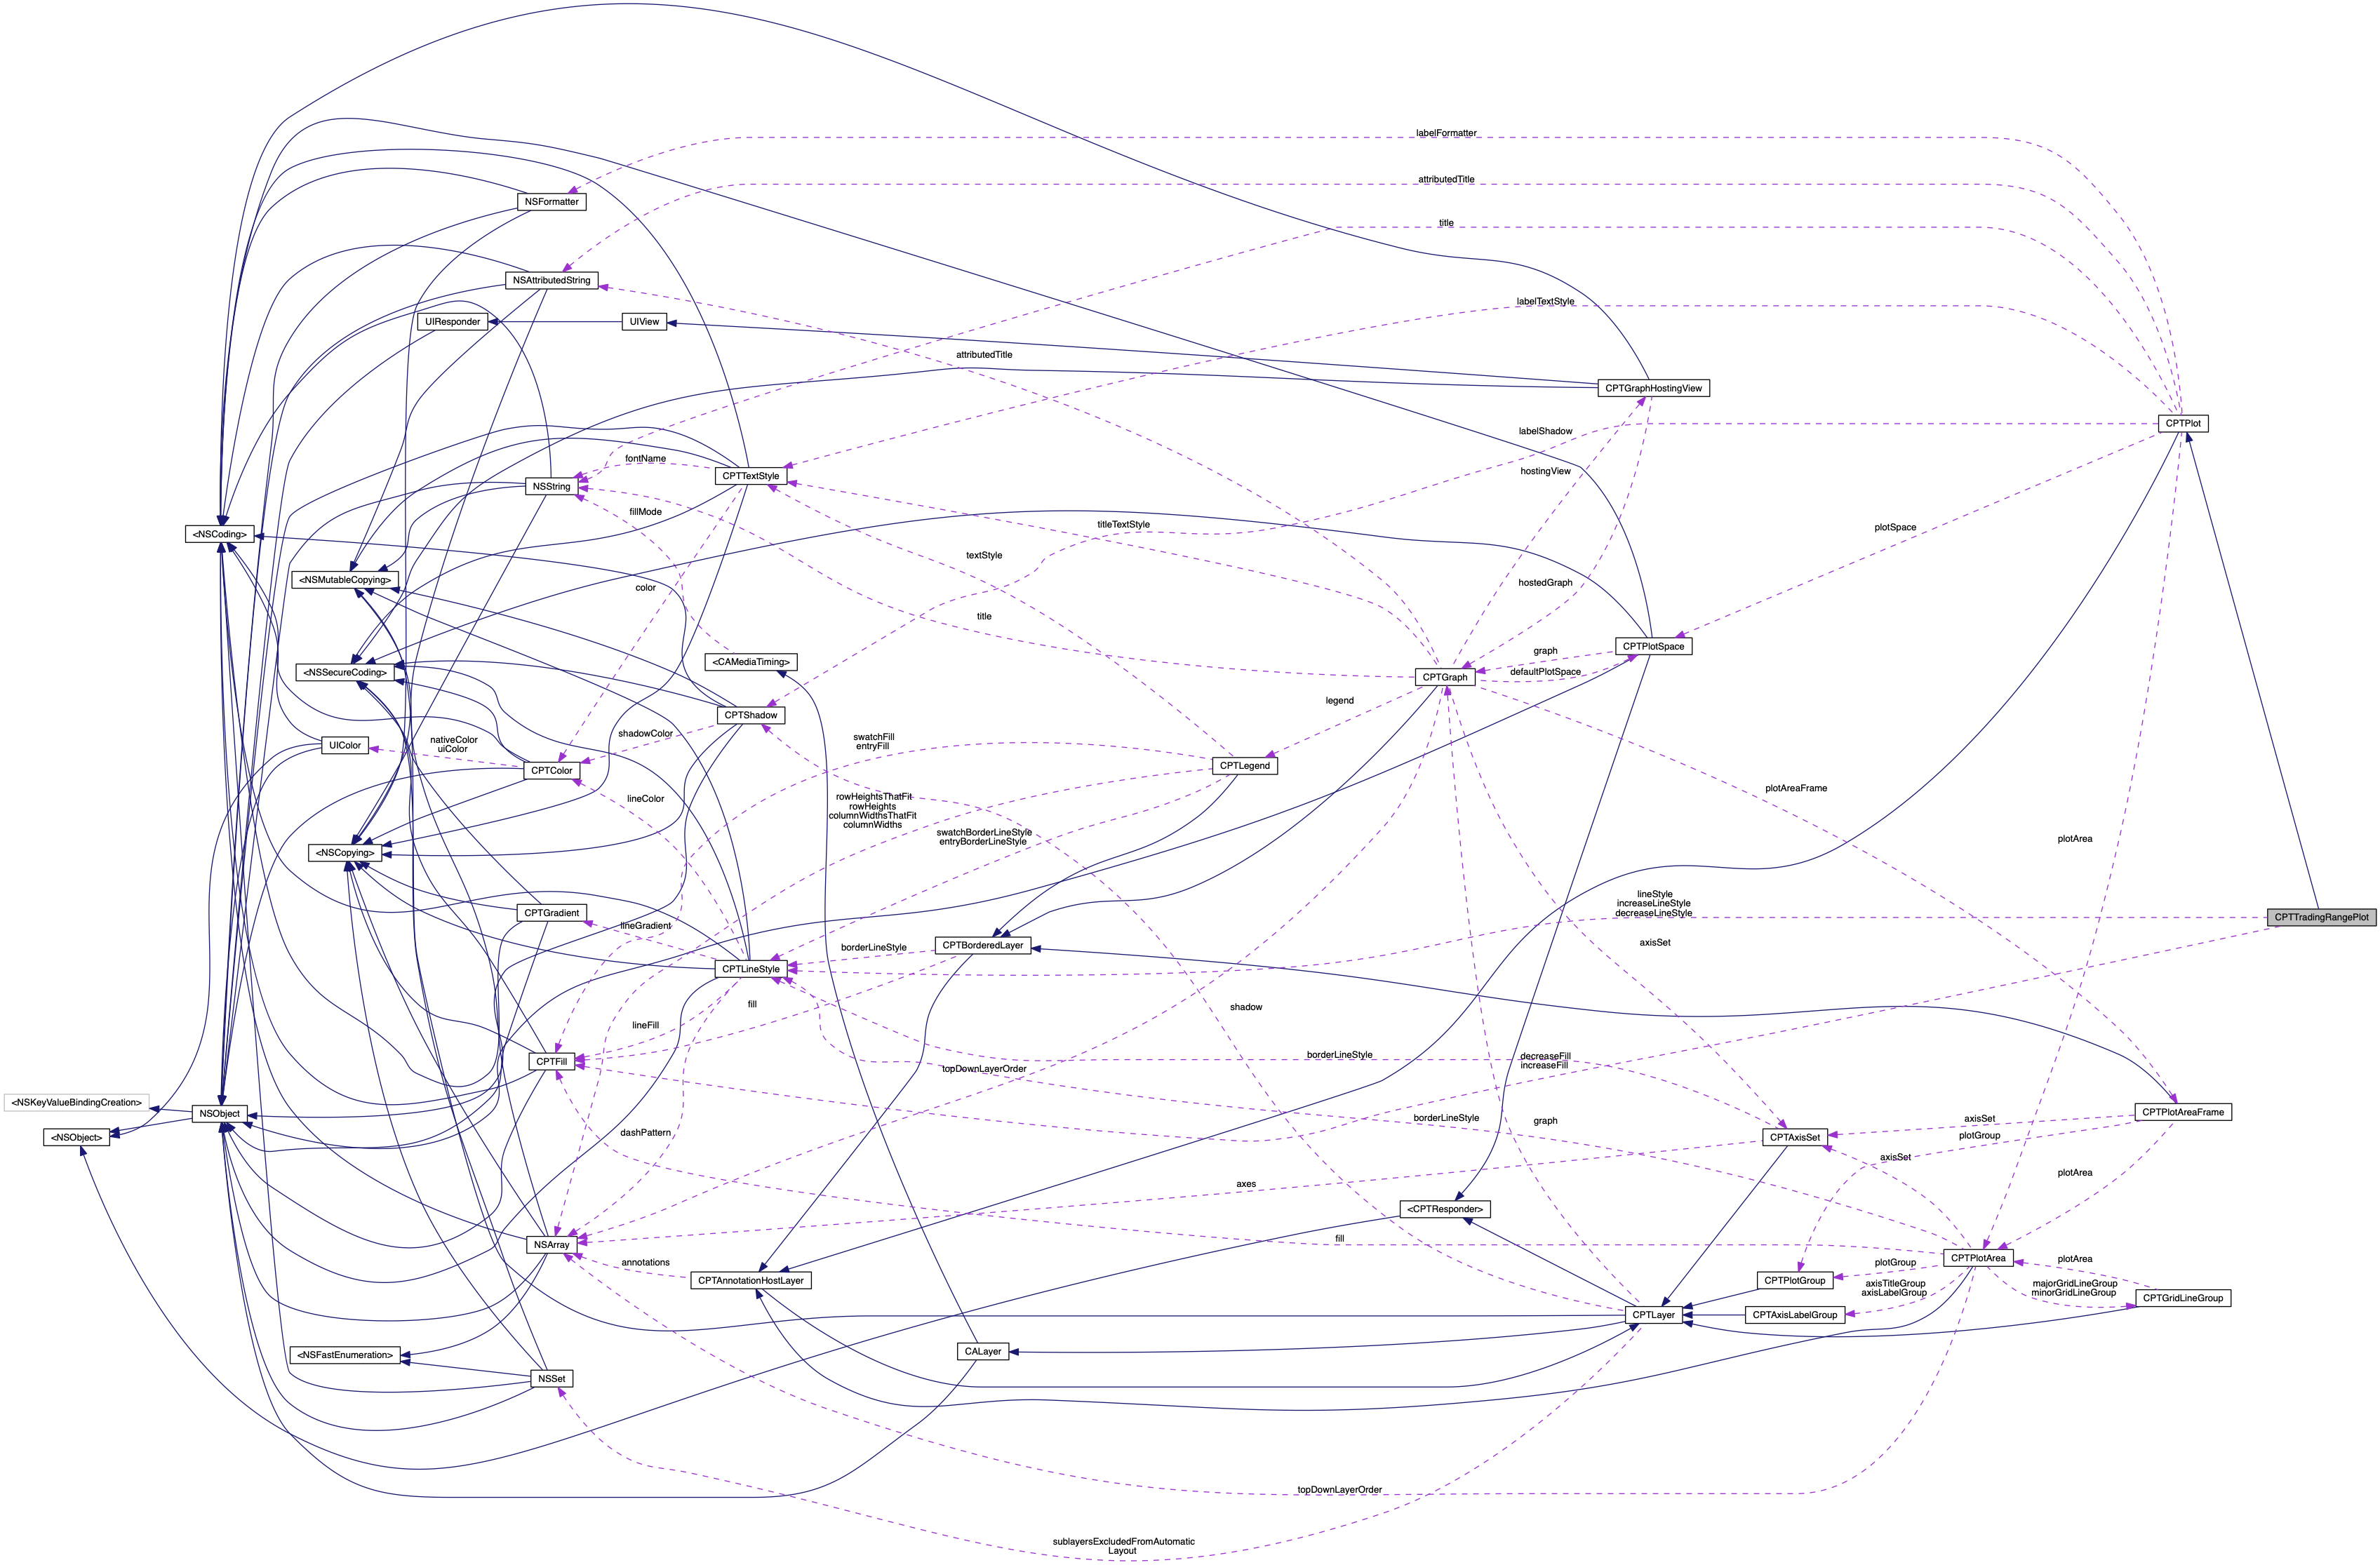 labelFormatter
attributedTitle
NSFormatter
title
NSAttributedString
labelTextStyle
UIResponder
UIView
attributedTitle
CPTGraphHostingView
CPTPlot
labelShadow
fontName
hostingView
CPTTextStyle
NSString
fillMode
titleTextStyle
plotSpace
<NSCoding>
textStyle
<NSMutableCopying>
color
hostedGraph
title
graph
CPTPlotSpace
<CAMediaTiming>
<NSSecureCoding>
defaultPlotSpace
CPTGraph
legend
CPTShadow
shadowColor
swatchFill
entryFill
nativeColor
uiColor
UIColor
CPTColor
CPTLegend
plotAreaFrame
lineColor
rowHeightsThatFit
rowHeights
columnWidthsThatFit
columnWidths
swatchBorderLineStyle
entryBorderLineStyle
plotArea
<NSCopying>
lineStyle
increaseLineStyle
decreaseLineStyle
CPTGradient
CPTTradingRangePlot
lineGradient
axisSet
CPTBorderedLayer
borderLineStyle
CPTLineStyle
fill
shadow
lineFill
borderLineStyle
decreaseFill
increaseFill
CPTFill
topDownLayerOrder
<NSKeyValueBindingCreation>
NSObject
CPTPlotAreaFrame
borderLineStyle
graph
axisSet
<NSObject>
dashPattern
CPTAxisSet
plotGroup
axisSet
plotArea
axes
<CPTResponder>
fill
NSArray
annotations
CPTAnnotationHostLayer
CPTPlotArea
plotGroup
plotArea
CPTPlotGroup
axisTitleGroup
axisLabelGroup
majorGridLineGroup
minorGridLineGroup
CPTGridLineGroup
CPTLayer
CPTAxisLabelGroup
<NSFastEnumeration>
CALayer
NSSet
topDownLayerOrder
sublayersExcludedFromAutomatic
Layout